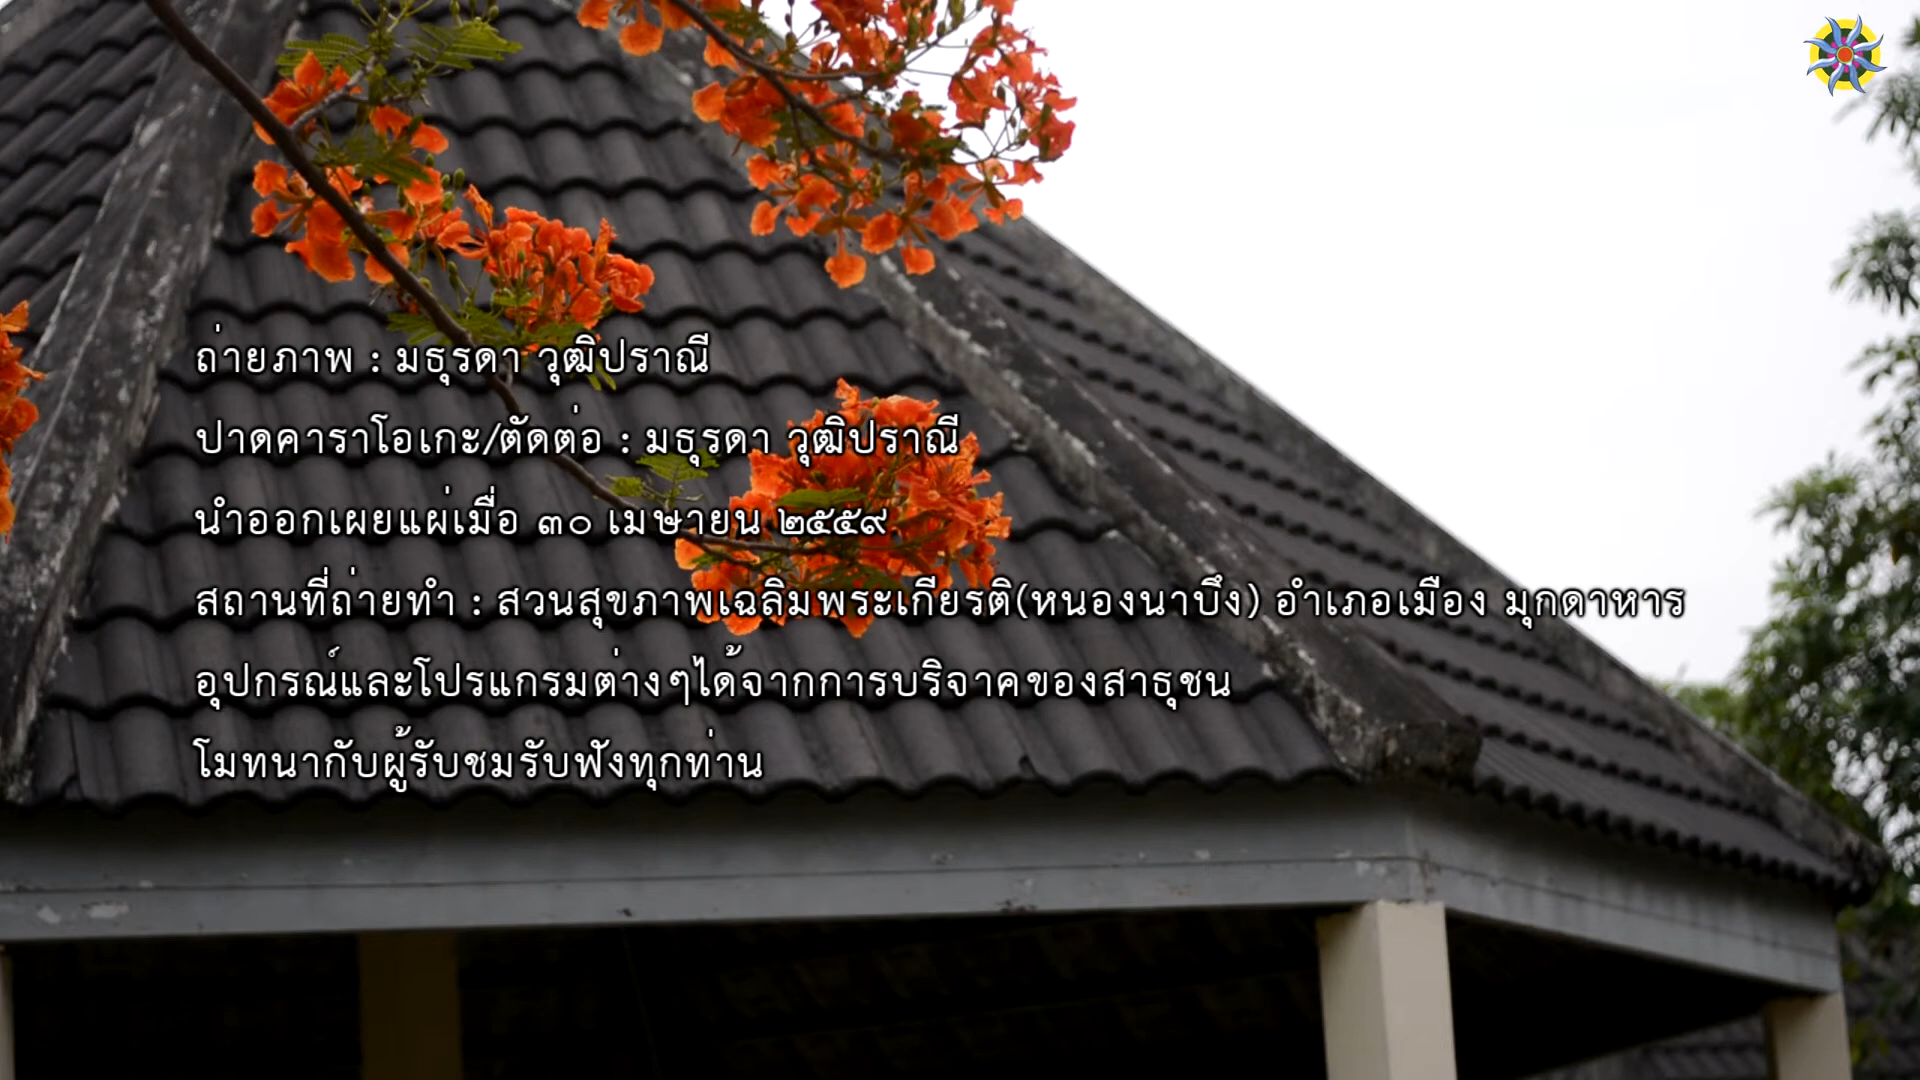 ถ่ายภาพ : มธุรดา วุฒิปราณี
ปาดคาราโอเกะ/ตัดต่อ : มธุรดา วุฒิปราณี
นำออกเผยแผ่เมื่อ ๓๐ เมษายน ๒๕๕๙
สถานที่ถ่ายทำ : สวนสุขภาพเฉลิมพระเกียรติ(หนองนาบึง) อำเภอเมือง มุกดาหาร
อุปกรณ์และโปรแกรมต่างๆได้จากการบริจาคของสาธุชน
โมทนากับผู้รับชมรับฟังทุกท่าน